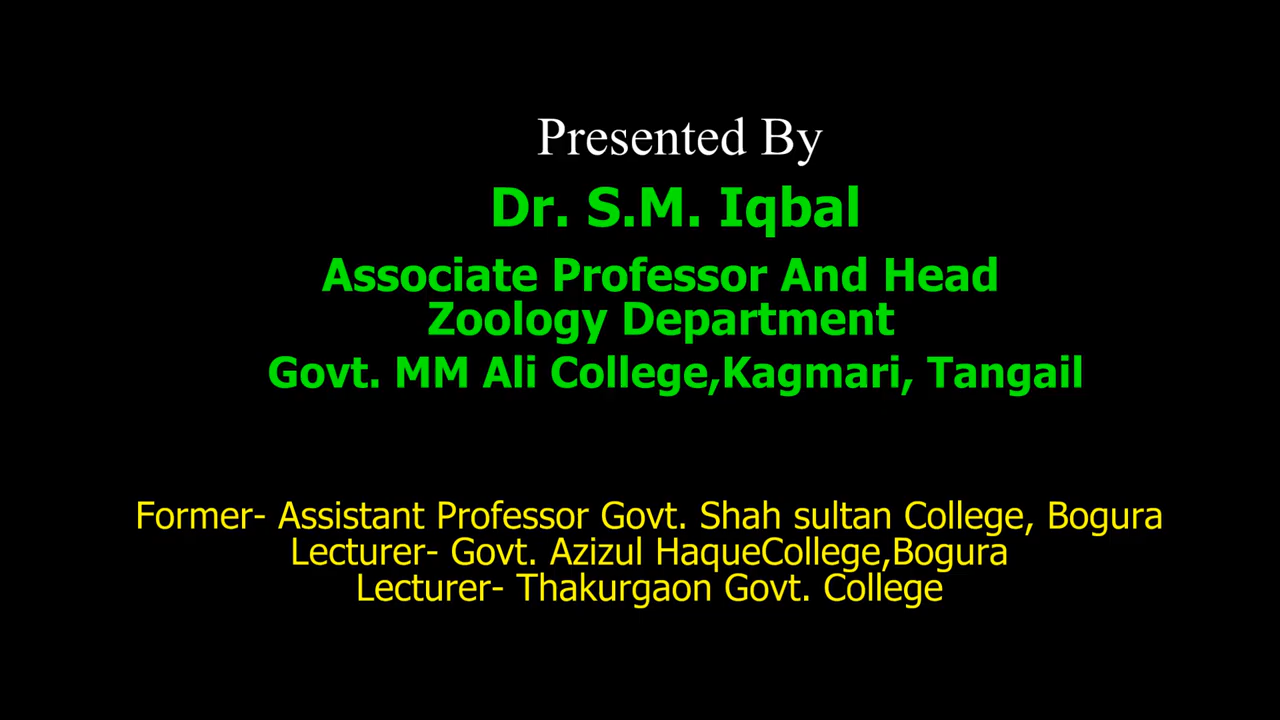 Presented By
Dr. S.M. Iqbal
Associate Professor And Head
Zoology Department
Govt. MM Ali College,Kagmari, Tangail
Former- Assistant Professor Govt. Shah sultan College, Bogura
Lecturer- Govt. Azizul HaqueCollege,Bogura
Lecturer- Thakurgaon Govt. College